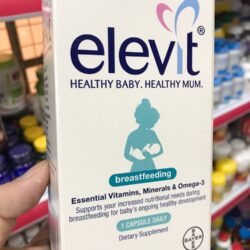 elevit®
HEALTHY BABY. HEALTHY MUM.
breastfeeding
Essential Vitamins, Minerals & Omega-3
Supports your increased nutritional needs during
breastfeeding for baby's ongoing healthy development
1 CAPSULE DAILY
Dietary Supplement
BAYER